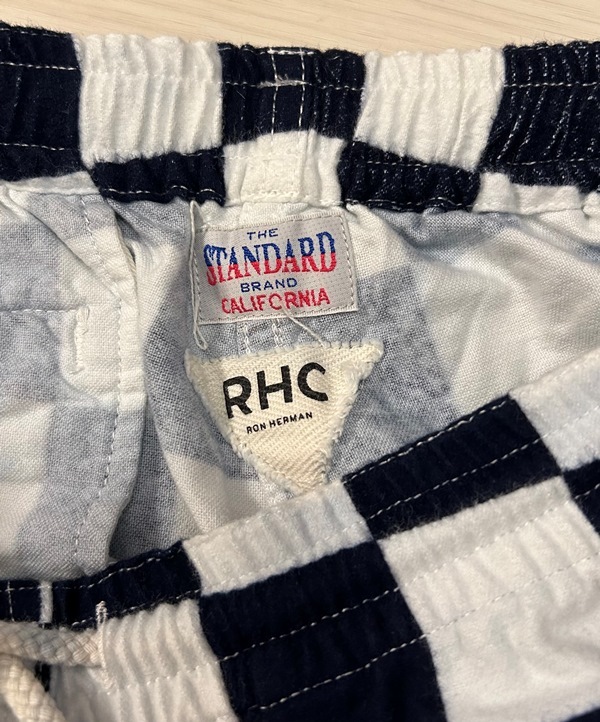 THE
STANDARD
BRAND
CALIFORNIA
RHC
RON HERMAN